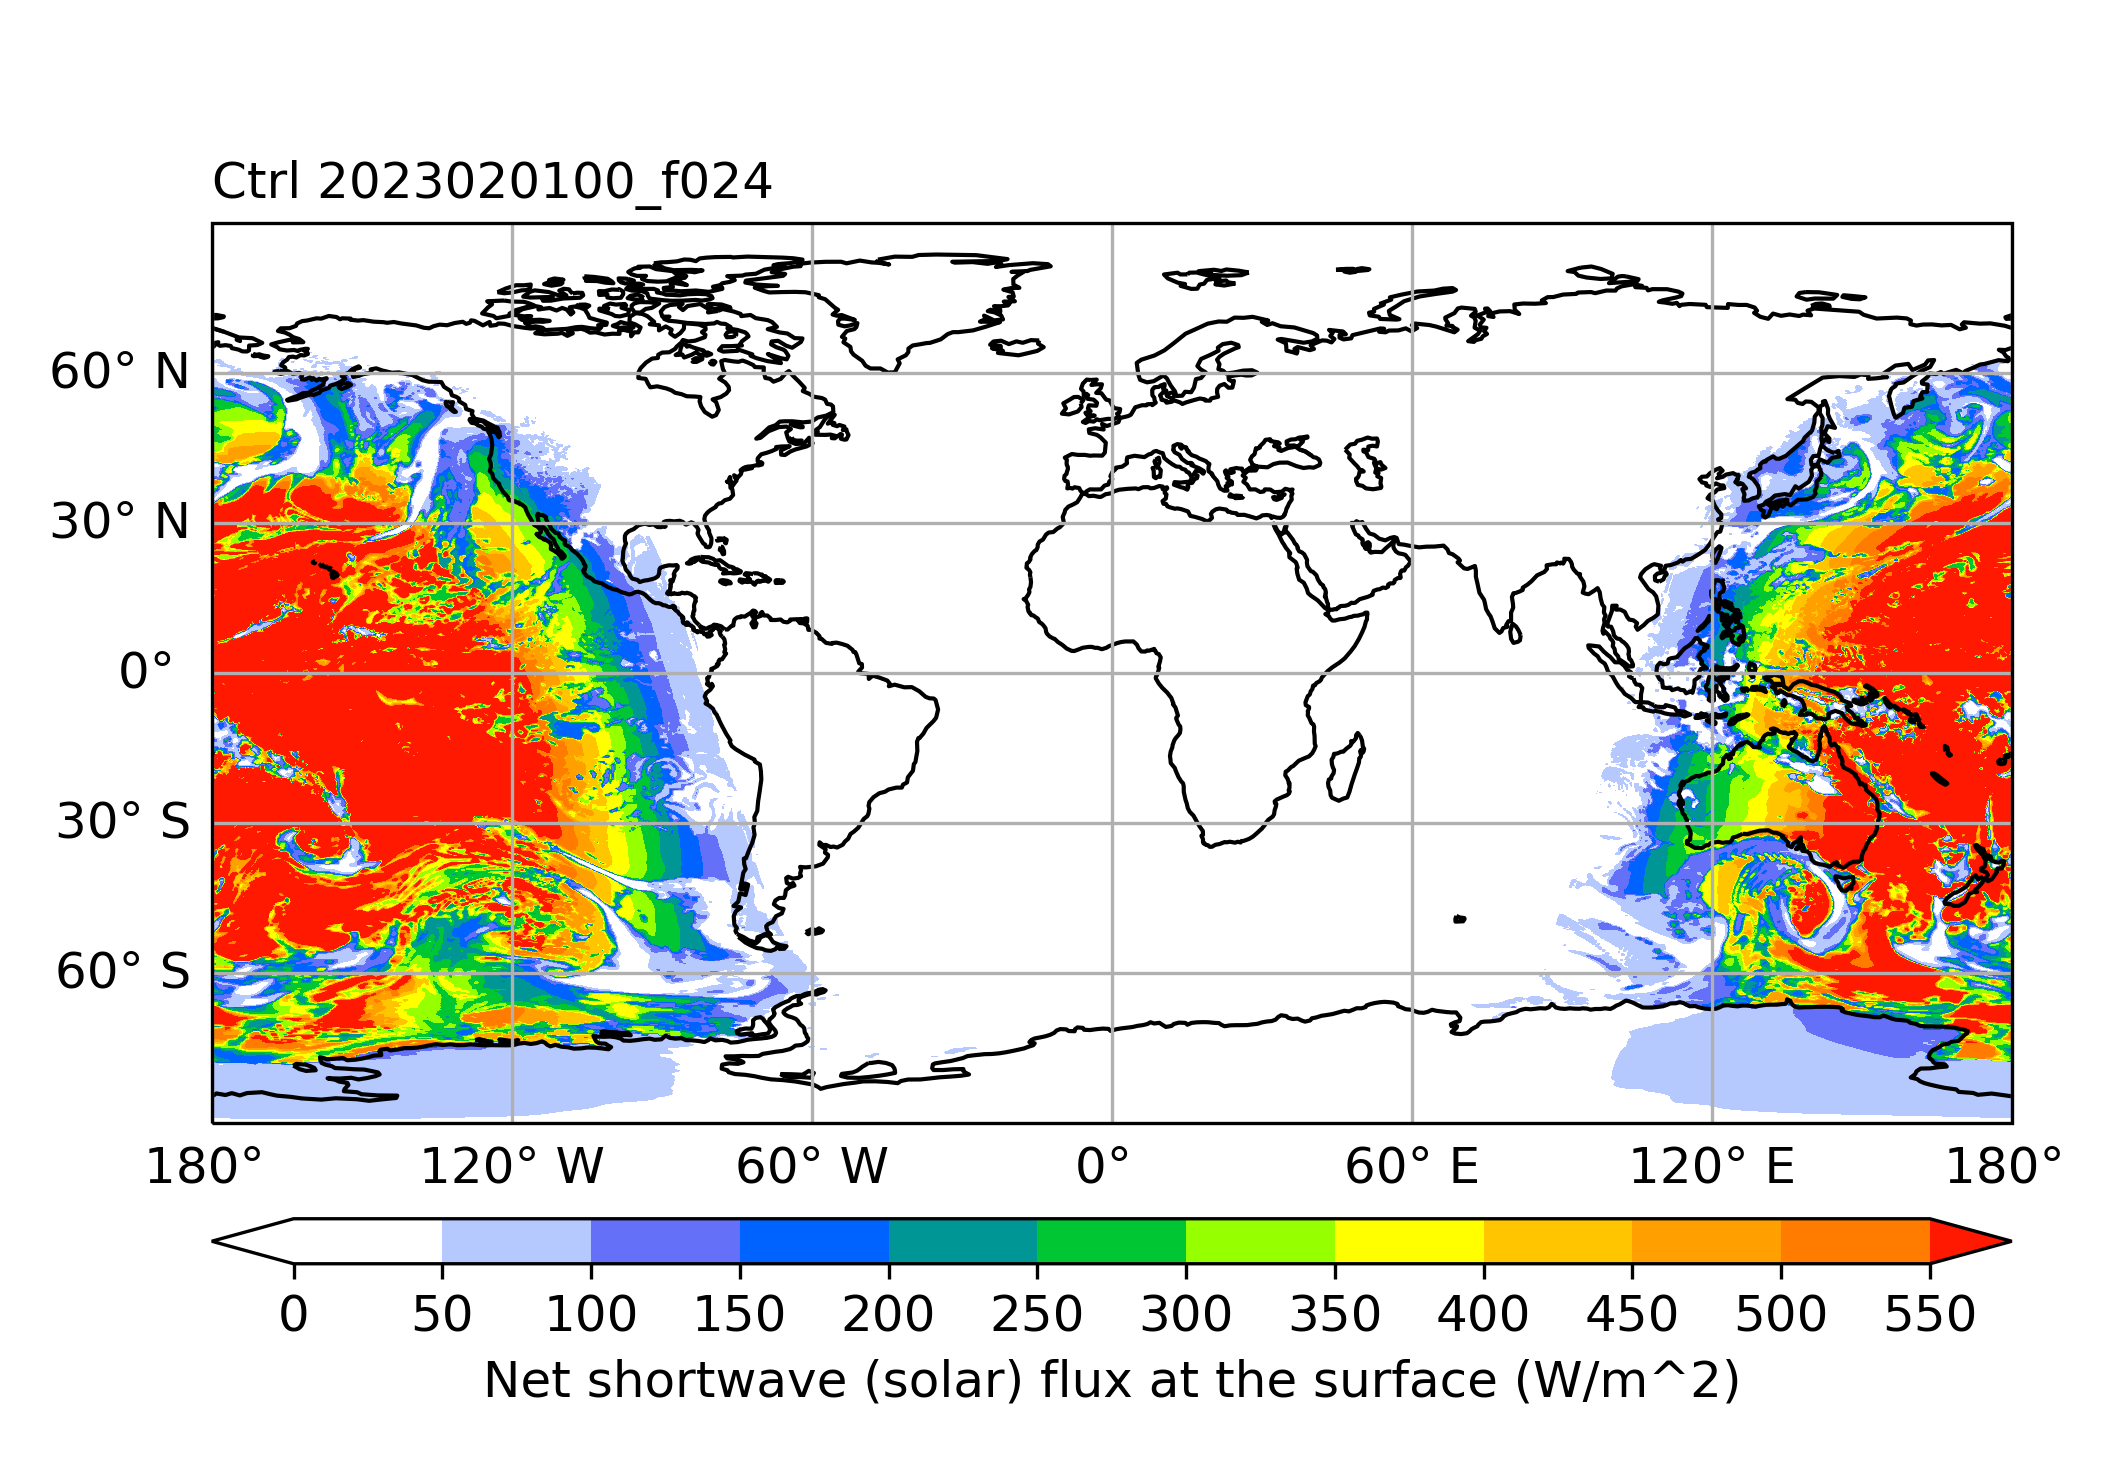 Ctrl 2023020100_f024
60° N
30° N
0°
30° S
60° S
180° 120° W 60° W 0° 60° E 120° E 180°
0 50 100 150 200 250 300 350 400 450 500 550
Net shortwave (solar) flux at the surface (W/m^2)